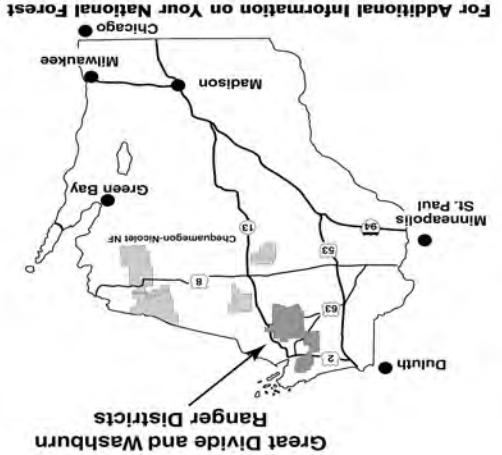 Great Divide and Washburn
Ranger Districts
Duluth
2
63
8
53
13
94
Minneapolis
St. Paul
Chequamegon-Nicolet NF
Green Bay
Madison
Milwaukee
Chicago
For Additional Information on Your National Forest